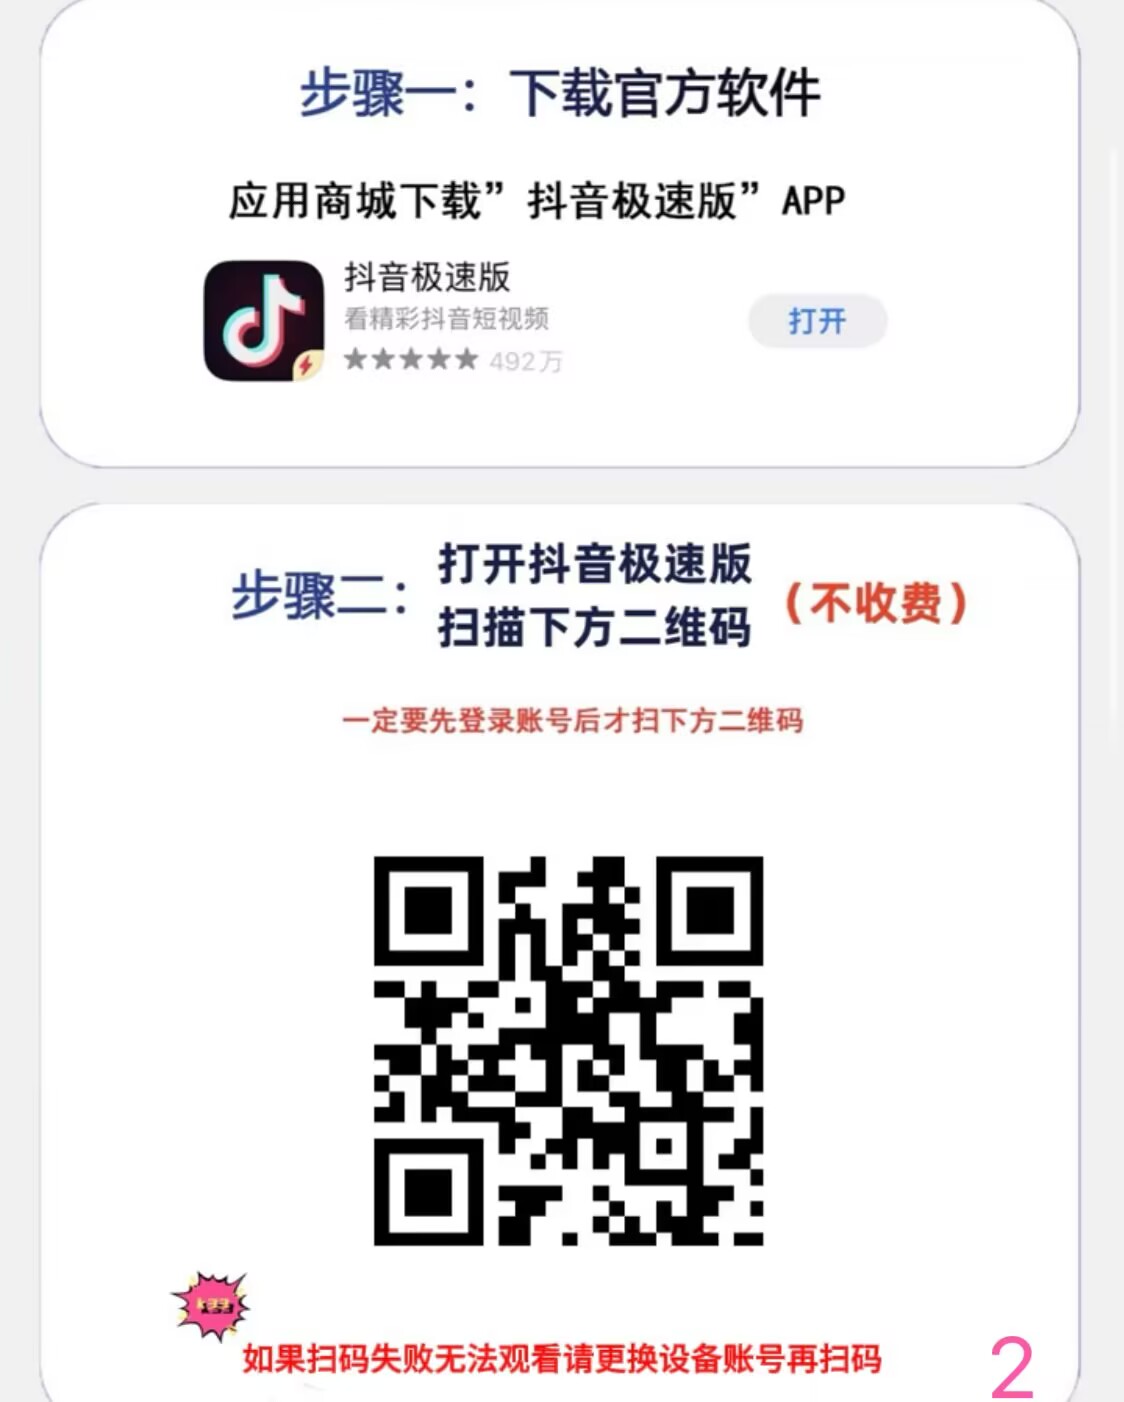 步骤一：下载官方软件
应用商城下载”抖音极速版”APP
抖音极速版
看精彩抖音短视频
★★★★★ 492万
打开
步骤二：
打开抖音极速版
扫描下方二维码
（不收费）
一定要先登录账号后才扫下方二维码
如果扫码失败无法观看请更换设备账号再扫码
2